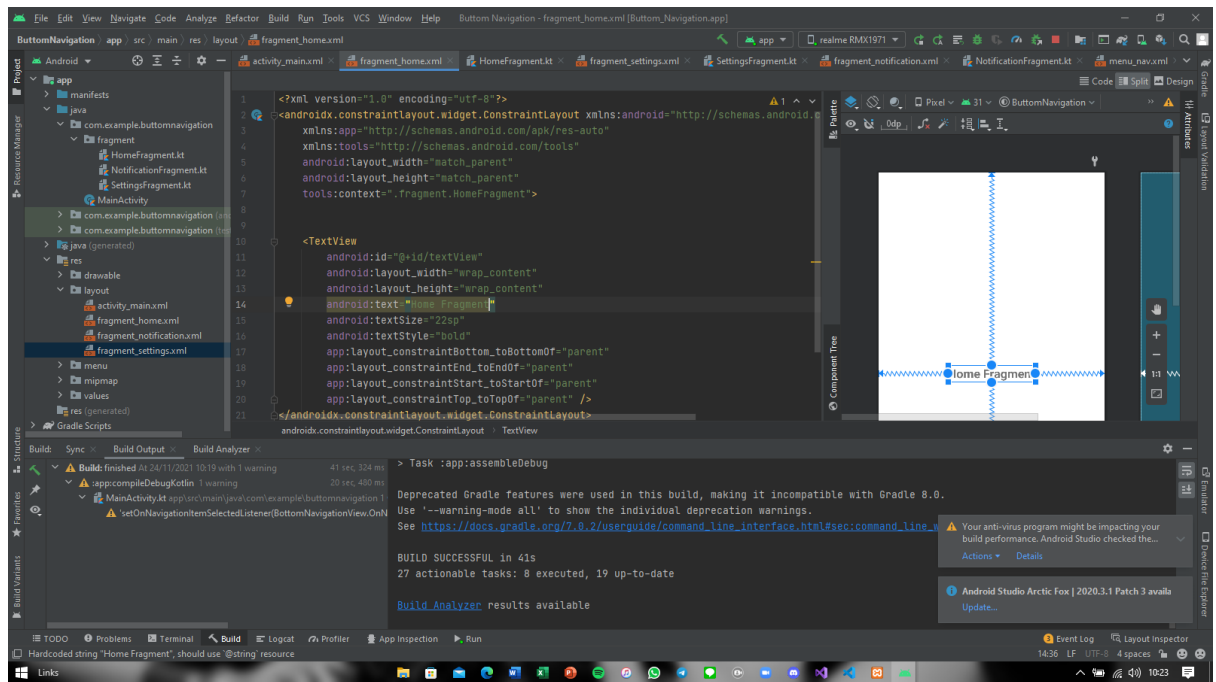 File Edit View Navigate Code Analyze Refactor Build Run Tools VCS Window Help Buttom Navigation - fragment_home.xml [Buttom_Navigation.app]
ButtomNavigation app src main res layout fragment_home.xml
app realme RMX1971
Android
activity_main.xml fragment_home.xml HomeFragment.kt fragment_settings.xml SettingsFragment.kt fragment_notification.xml NotificationFragment.kt menu_nav.xml
Code Split Design
Project
Resource Manager
Structure
Favorites
Build Variants
app
manifests
java
com.example.buttomnavigation
fragment
HomeFragment.kt
NotificationFragment.kt
SettingsFragment.kt
MainActivity
com.example.buttomnavigation
com.example.buttomnavigation
java (generated)
res
drawable
layout
activity_main.xml
fragment_home.xml
fragment_notification.xml
fragment_settings.xml
menu
mipmap
values
res (generated)
Gradle Scripts
1 <?xml version="1.0" encoding="utf-8"?>
2 <androidx.constraintlayout.widget.ConstraintLayout xmlns:android="http://schemas.android.c
3 xmlns:app="http://schemas.android.com/apk/res-auto"
4 xmlns:tools="http://schemas.android.com/tools"
5 android:layout_width="match_parent"
6 android:layout_height="match_parent"
7 tools:context=".fragment.HomeFragment">
8
9
10 <TextView
11 android:id="@+id/textView"
12 android:layout_width="wrap_content"
13 android:layout_height="wrap_content"
14 android:text="Home Fragment"
15 android:textSize="22sp"
16 android:textStyle="bold"
17 app:layout_constraintBottom_toBottomOf="parent"
18 app:layout_constraintEnd_toEndOf="parent"
19 app:layout_constraintStart_toStartOf="parent"
20 app:layout_constraintTop_toTopOf="parent" />
21 </androidx.constraintlayout.widget.ConstraintLayout>
androidx.constraintlayout.widget.ConstraintLayout TextView
1
Palette
Component Tree
Pixel 31 ButtomNavigation
0dp
Home Fragmen
1:1
Gradle
Attributes
Layout Validation
Emulator
Device File Explorer
Build: Sync Build Output Build Analyzer
Build: finished At 24/11/2021 10:19 with 1 warning 41 sec, 324 ms
:app:compileDebugKotlin 1 warning 20 sec, 480 ms
MainActivity.kt app\src\main\java\com\example\buttomnavigation 1
'setOnNavigationItemSelectedListener(BottomNavigationView.OnN
> Task :app:assembleDebug
Deprecated Gradle features were used in this build, making it incompatible with Gradle 8.0.
Use '--warning-mode all' to show the individual deprecation warnings.
See https://docs.gradle.org/7.0.2/userguide/command_line_interface.html#sec:command_line_w
BUILD SUCCESSFUL in 41s
27 actionable tasks: 8 executed, 19 up-to-date
Build Analyzer results available
Your anti-virus program might be impacting your
build performance. Android Studio checked the...
Actions Details
Android Studio Arctic Fox | 2020.3.1 Patch 3 availa
Update...
TODO Problems Terminal Build Logcat Profiler App Inspection Run Event Log Layout Inspector
Hardcoded string "Home Fragment", should use '@string' resource 14:36 LF UTF-8 4 spaces
Links 10:23